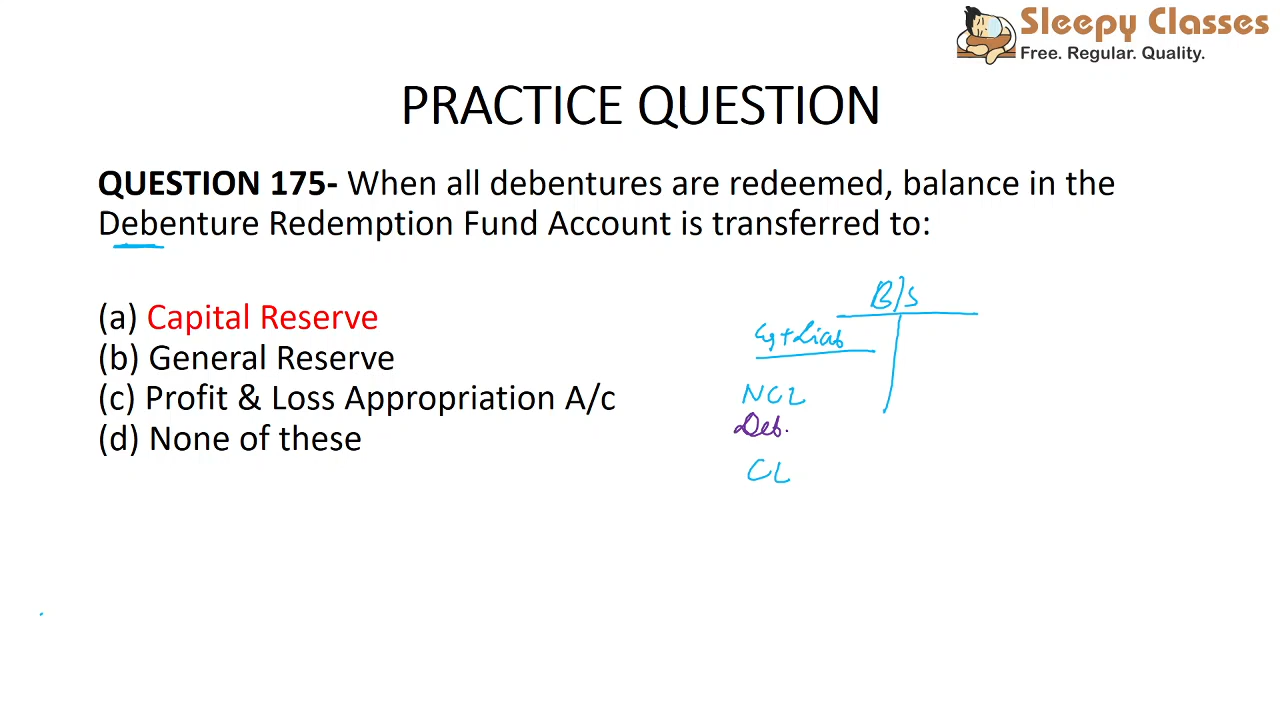 Sleepy Classes
Free. Regular. Quality.
PRACTICE QUESTION
QUESTION 175- When all debentures are redeemed, balance in the
Debenture Redemption Fund Account is transferred to:
(a) Capital Reserve
(b) General Reserve
(c) Profit & Loss Appropriation A/c
(d) None of these
B/S
Eq+Liab
NCL
Deb.
CL